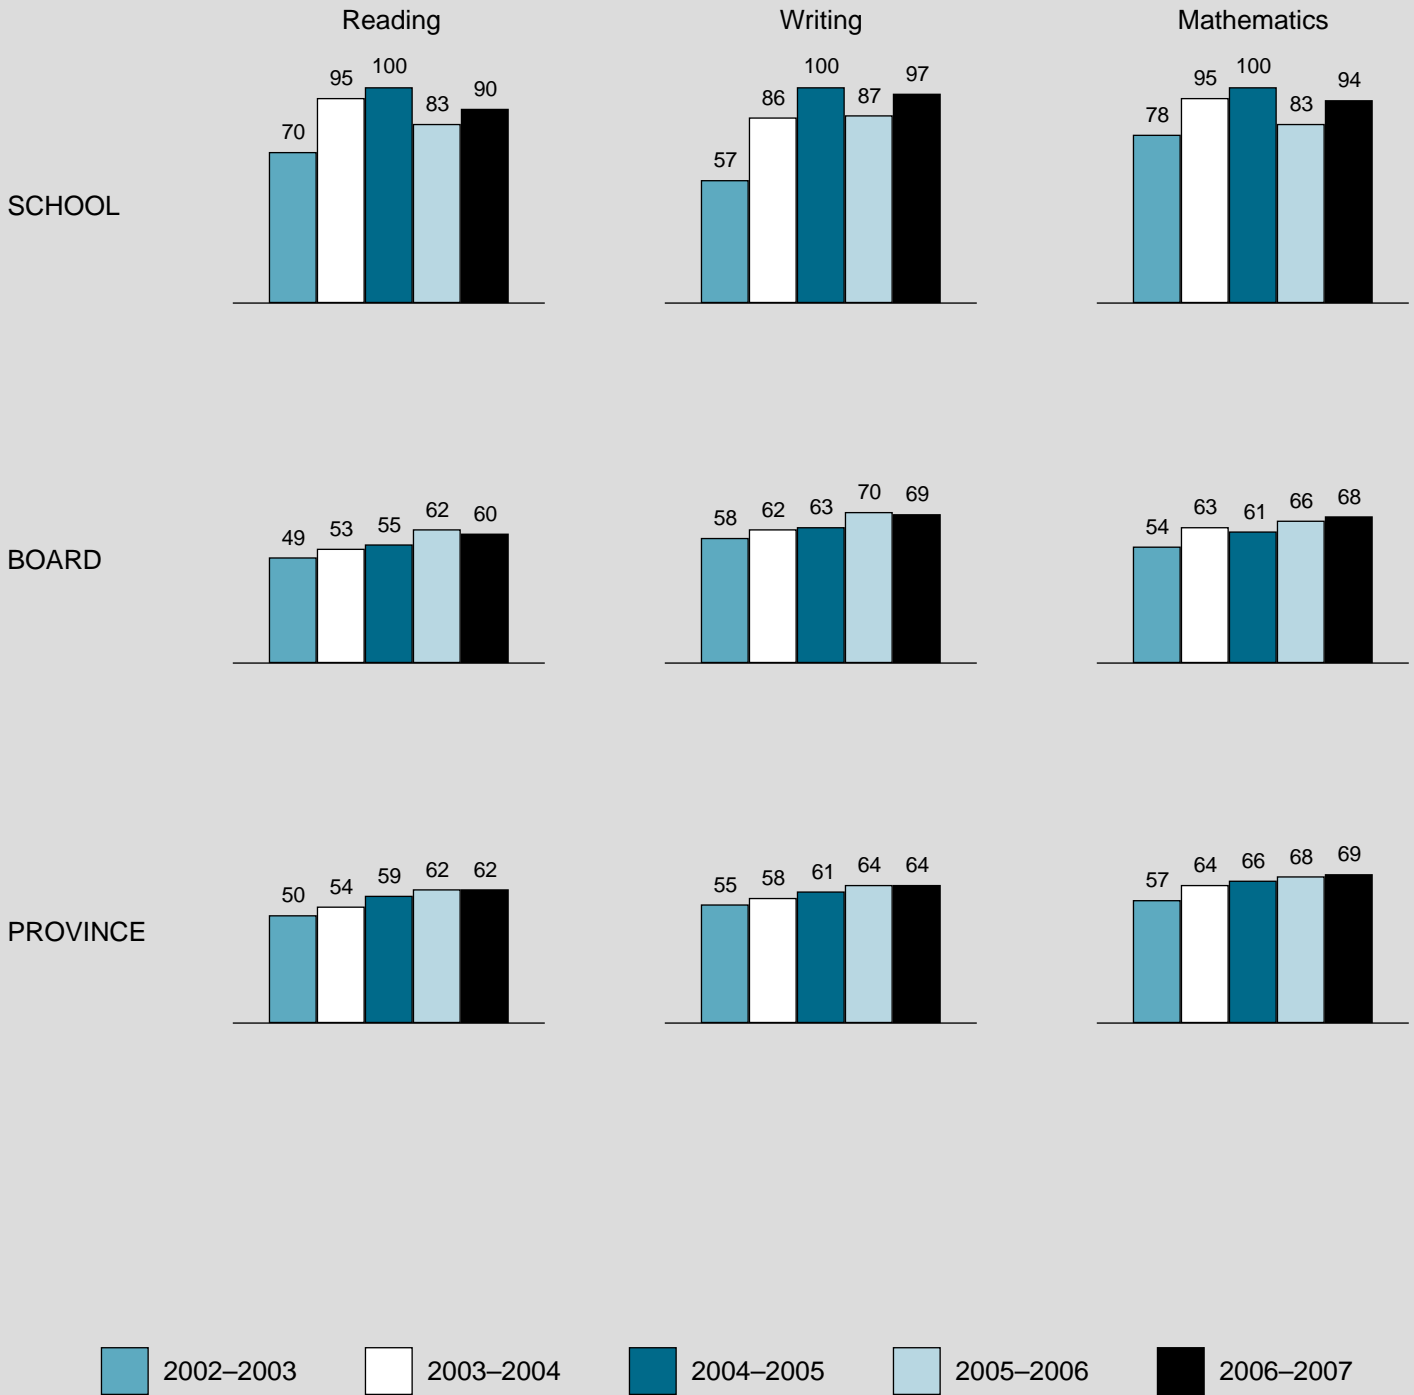 Reading Writing Mathematics
SCHOOL
70 95 100 83 90
57 86 100 87 97
78 95 100 83 94
BOARD
49 53 55 62 60
58 62 63 70 69
54 63 61 66 68
PROVINCE
50 54 59 62 62
55 58 61 64 64
57 64 66 68 69
2002–2003 2003–2004 2004–2005 2005–2006 2006–2007